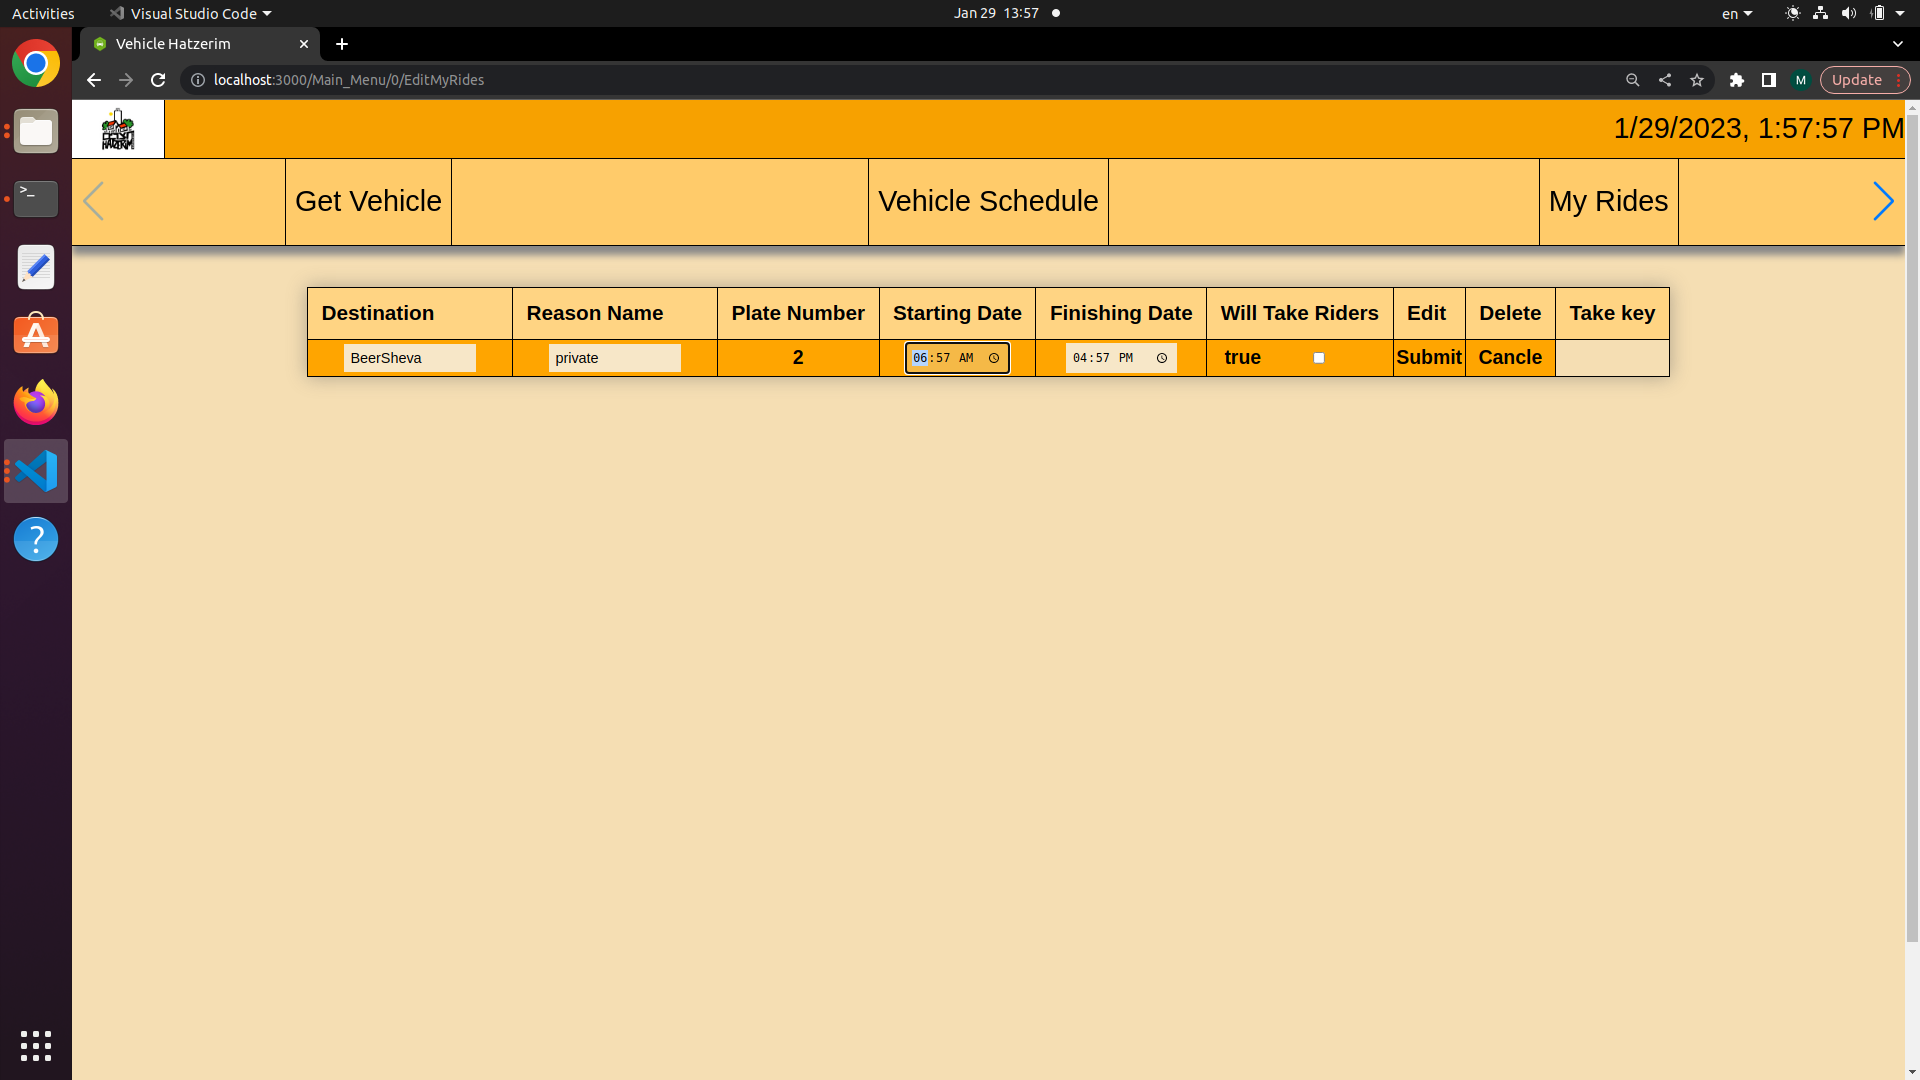 Activities
Visual Studio Code
Jan 29 13:57
en
Vehicle Hatzerim
localhost:3000/Main_Menu/0/EditMyRides
M
Update
HATZERIM
1/29/2023, 1:57:57 PM
Get Vehicle
Vehicle Schedule
My Rides
Destination Reason Name Plate Number Starting Date Finishing Date Will Take Riders Edit Delete Take key
BeerSheva private 2 06:57 AM 04:57 PM true Submit Cancle